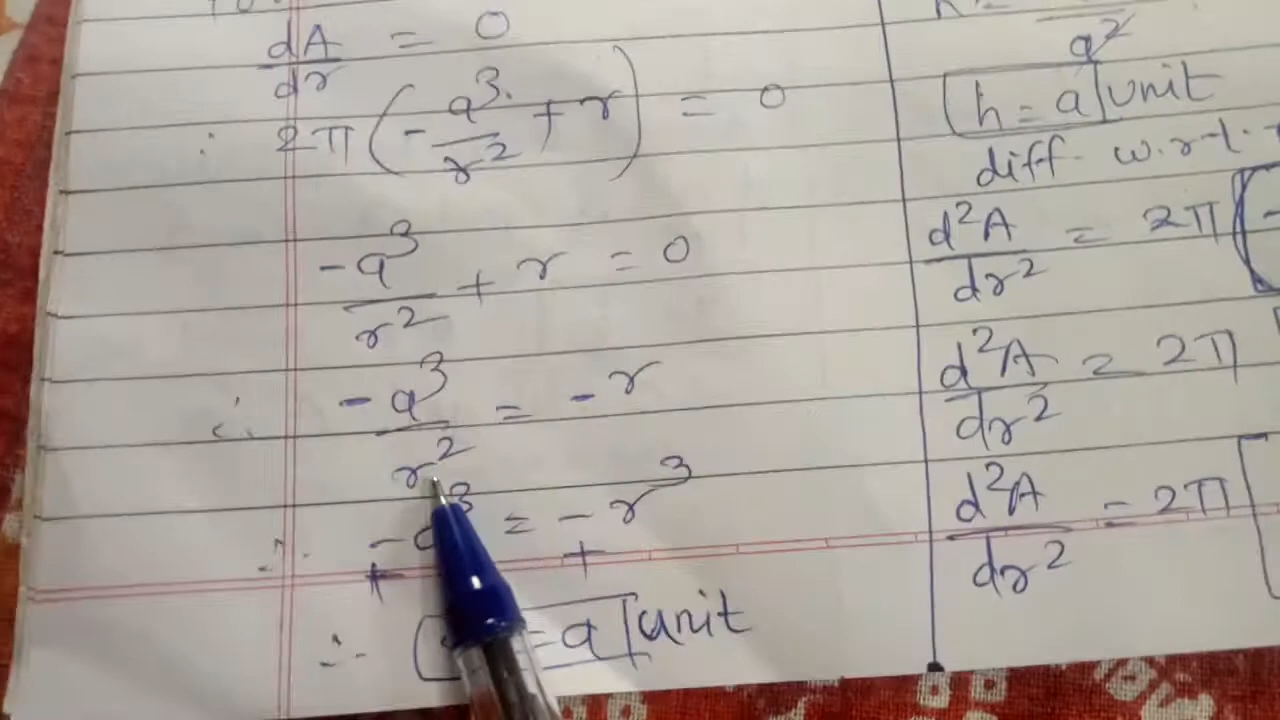 dA/dr = 0
∴ 2π(-a³/r² + r) = 0
-a³/r² + r = 0
∴ -a³/r² = -r
∴ -a³ = -r³
+ +
∴ = a unit
a²
h = a unit
diff. w.r.t.
d²A/dr² = 2π(-
d²A/dr² = 2π
d²A/dr² = 2π[